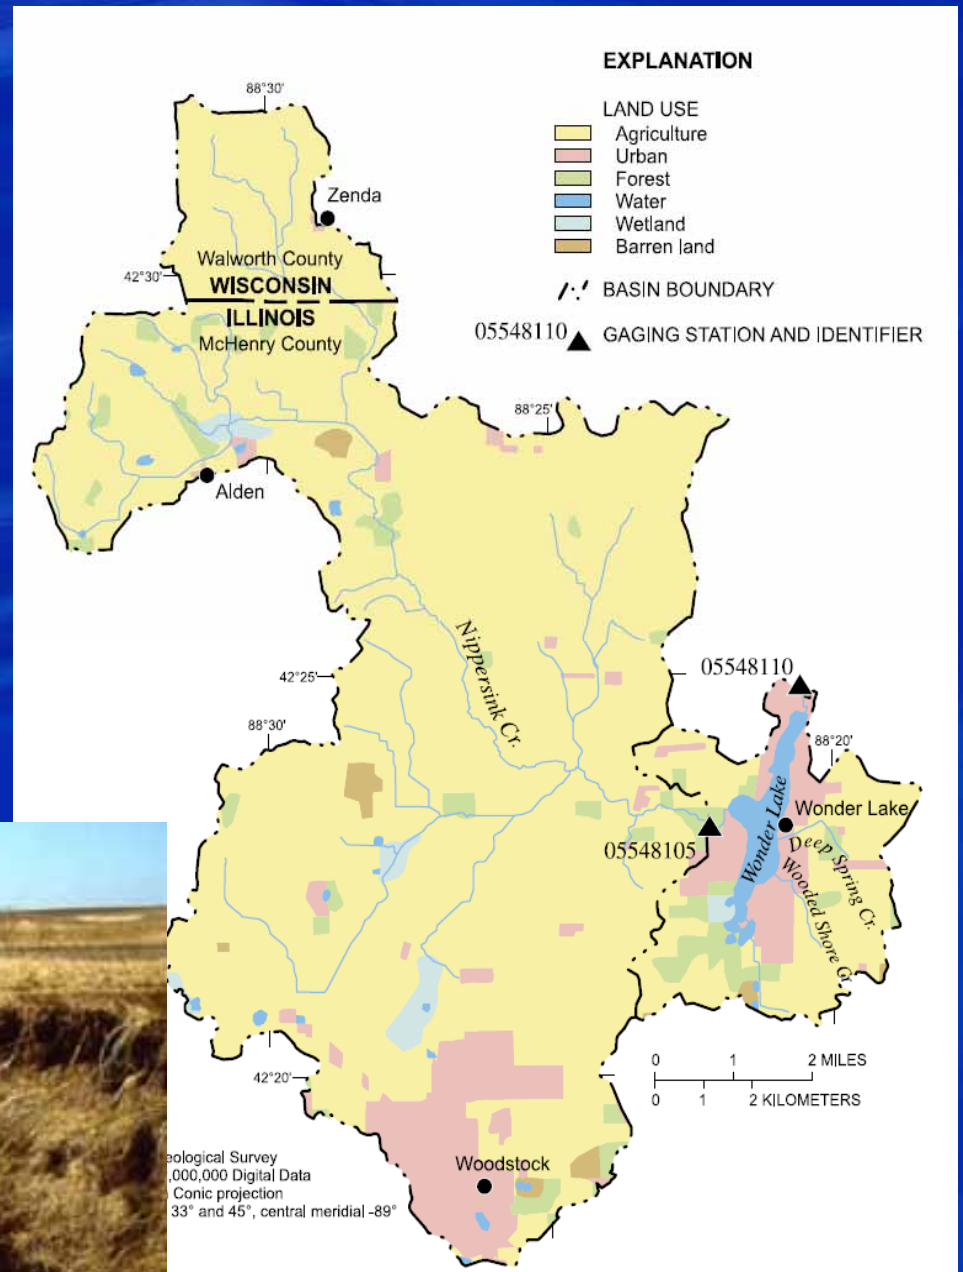 EXPLANATION
LAND USE
Agriculture
Urban
Forest
Water
Wetland
Barren land
BASIN BOUNDARY
05548110 GAGING STATION AND IDENTIFIER
88°30'
Zenda
Walworth County
42°30'
WISCONSIN
ILLINOIS
McHenry County
88°25'
Alden
Nippersink Cr.
42°25'
05548110
88°30'
88°20'
Wonder Lake
Wonder Lake
05548105
Deep Spring Cr.
Wooded Shore Cr.
0 1 2 MILES
0 1 2 KILOMETERS
42°20'
eological Survey
,000,000 Digital Data
Conic projection
33° and 45°, central meridial -89°
Woodstock